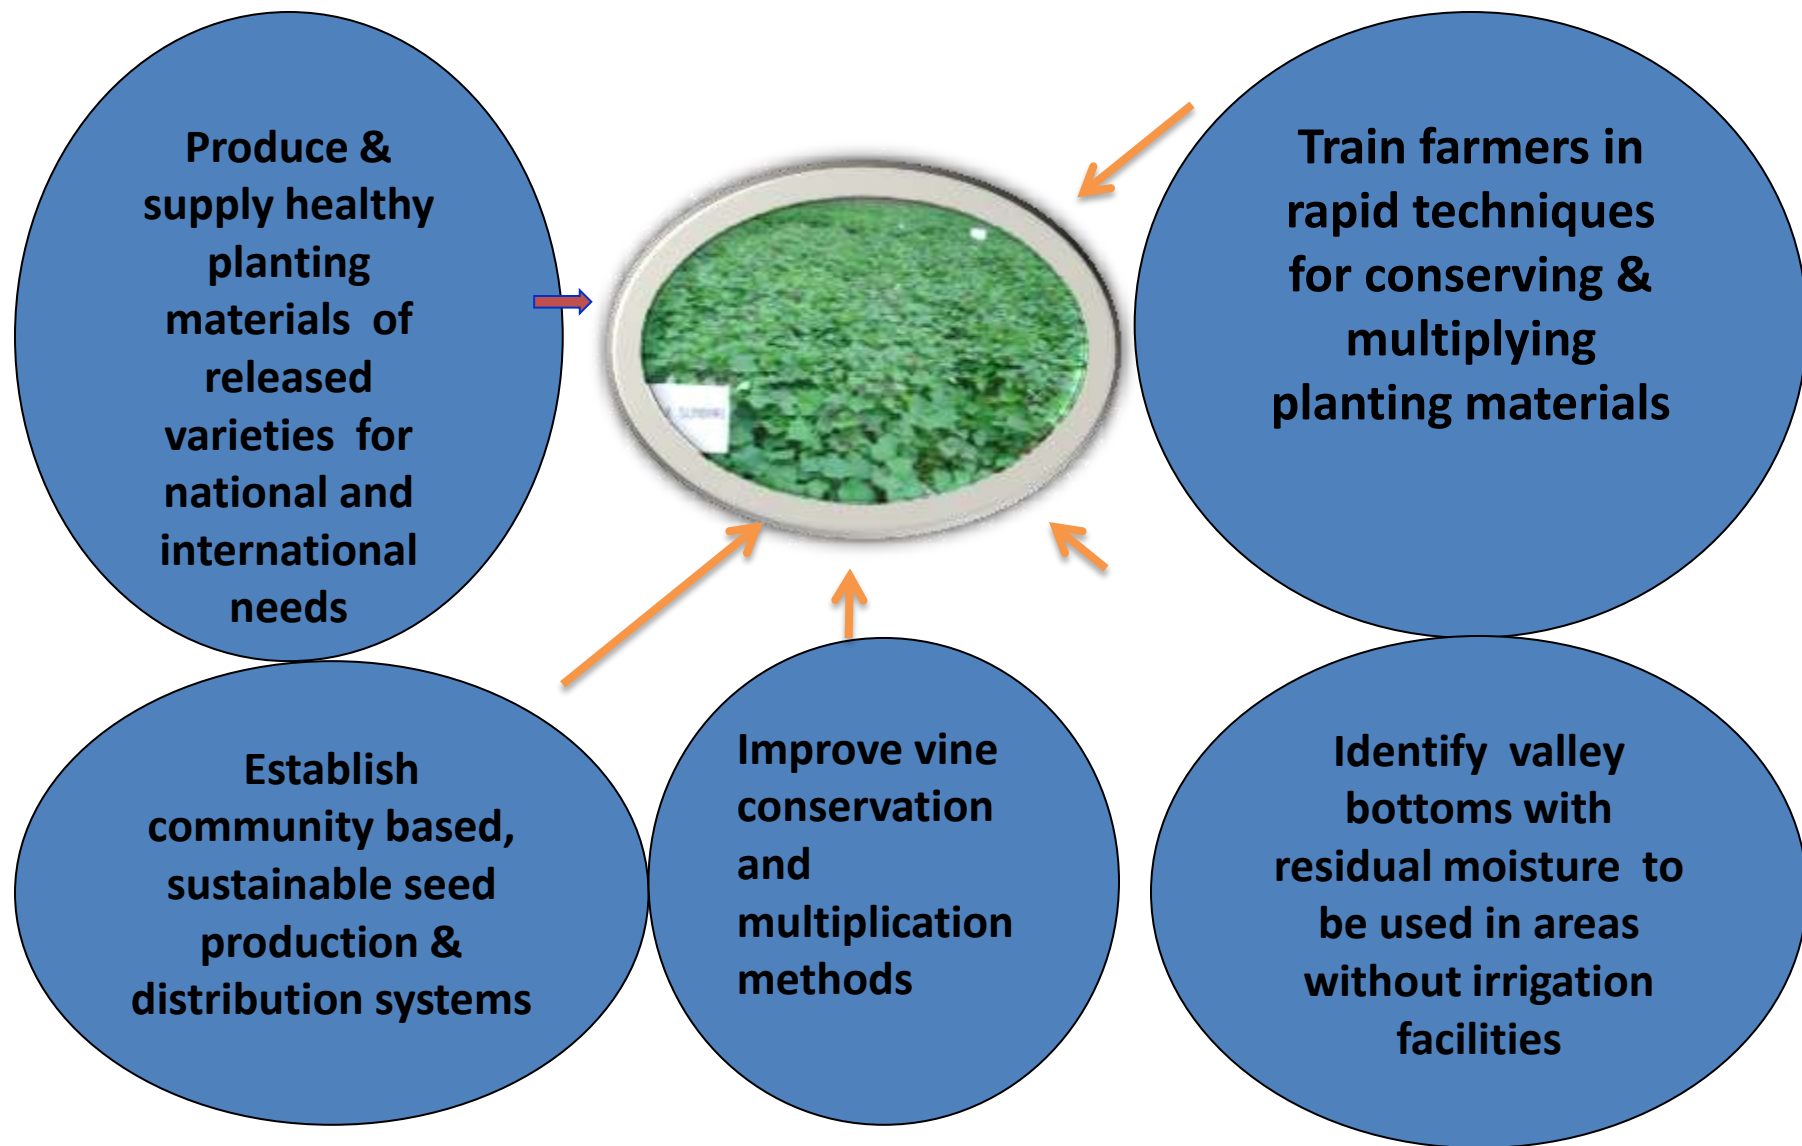 Produce &
supply healthy
planting
materials of
released
varieties for
national and
international
needs
Train farmers in
rapid techniques
for conserving &
multiplying
planting materials
Establish
community based,
sustainable seed
production &
distribution systems
Improve vine
conservation
and
multiplication
methods
Identify valley
bottoms with
residual moisture to
be used in areas
without irrigation
facilities